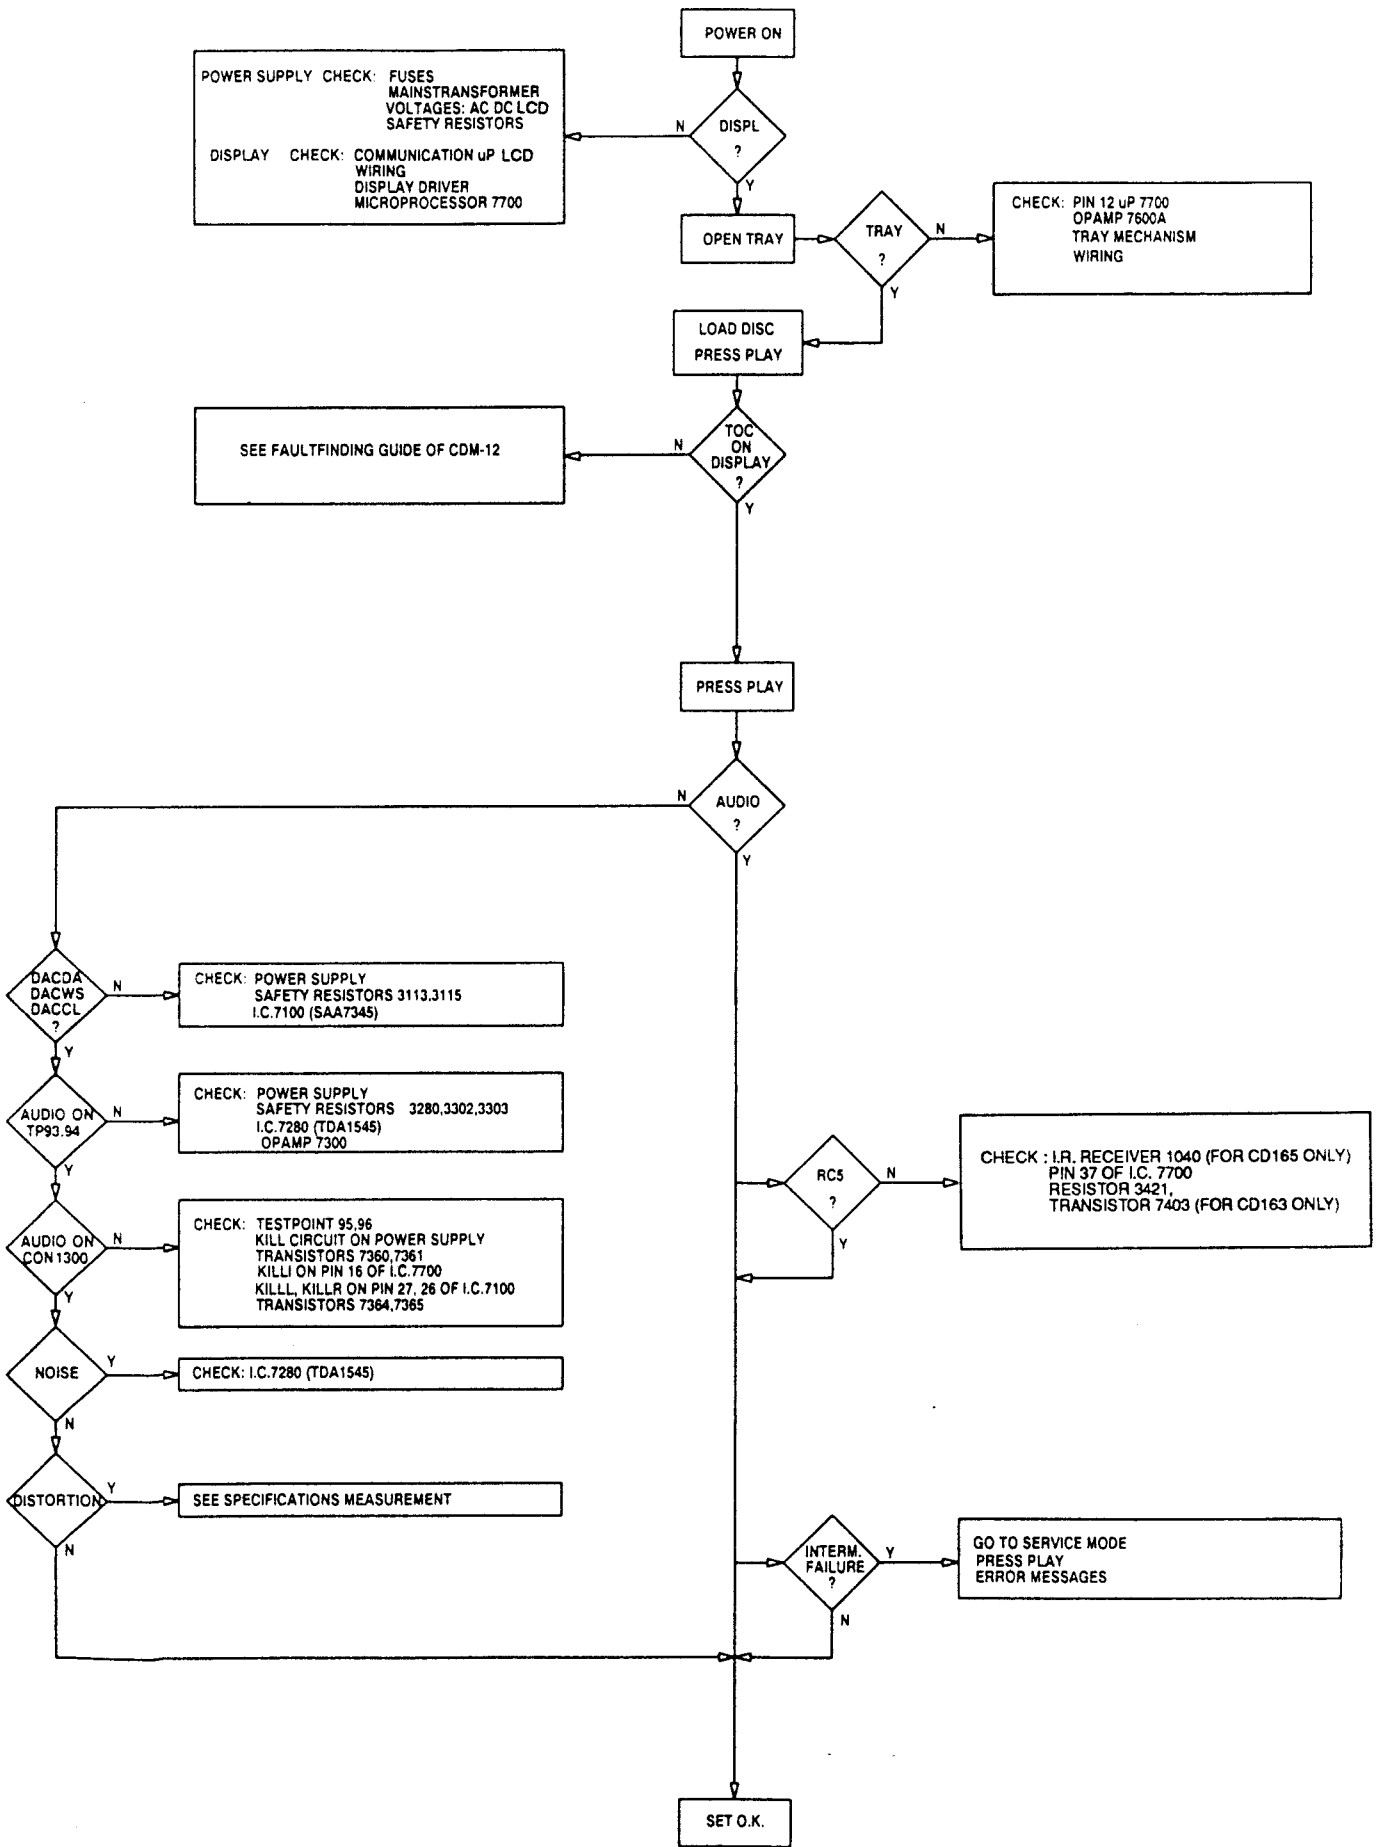 POWER ON
POWER SUPPLY CHECK: FUSES
MAINSTRANSFORMER
VOLTAGES: AC DC LCD
SAFETY RESISTORS
DISPLAY CHECK: COMMUNICATION uP LCD
WIRING
DISPLAY DRIVER
MICROPROCESSOR 7700
N
DISPL
?
Y
OPEN TRAY
TRAY
?
N
Y
CHECK: PIN 12 uP 7700
OPAMP 7600A
TRAY MECHANISM
WIRING
LOAD DISC
PRESS PLAY
SEE FAULTFINDING GUIDE OF CDM-12
N
TOC
ON
DISPLAY
?
Y
PRESS PLAY
N
AUDIO
?
Y
DACDA
DACWS
DACCL
?
N
Y
CHECK: POWER SUPPLY
SAFETY RESISTORS 3113,3115
I.C.7100 (SAA7345)
AUDIO ON
TP93.94
N
Y
CHECK: POWER SUPPLY
SAFETY RESISTORS 3280,3302,3303
I.C.7280 (TDA1545)
OPAMP 7300
AUDIO ON
CON1300
N
Y
CHECK: TESTPOINT 95,96
KILL CIRCUIT ON POWER SUPPLY
TRANSISTORS 7360,7361
KILLI ON PIN 16 OF I.C.7700
KILLL, KILLR ON PIN 27, 26 OF I.C.7100
TRANSISTORS 7364,7365
RC5
?
N
Y
CHECK : I.R. RECEIVER 1040 (FOR CD165 ONLY)
PIN 37 OF I.C. 7700
RESISTOR 3421,
TRANSISTOR 7403 (FOR CD163 ONLY)
NOISE
Y
N
CHECK: I.C.7280 (TDA1545)
DISTORTION
Y
N
SEE SPECIFICATIONS MEASUREMENT
INTERM.
FAILURE
?
Y
N
GO TO SERVICE MODE
PRESS PLAY
ERROR MESSAGES
SET O.K.